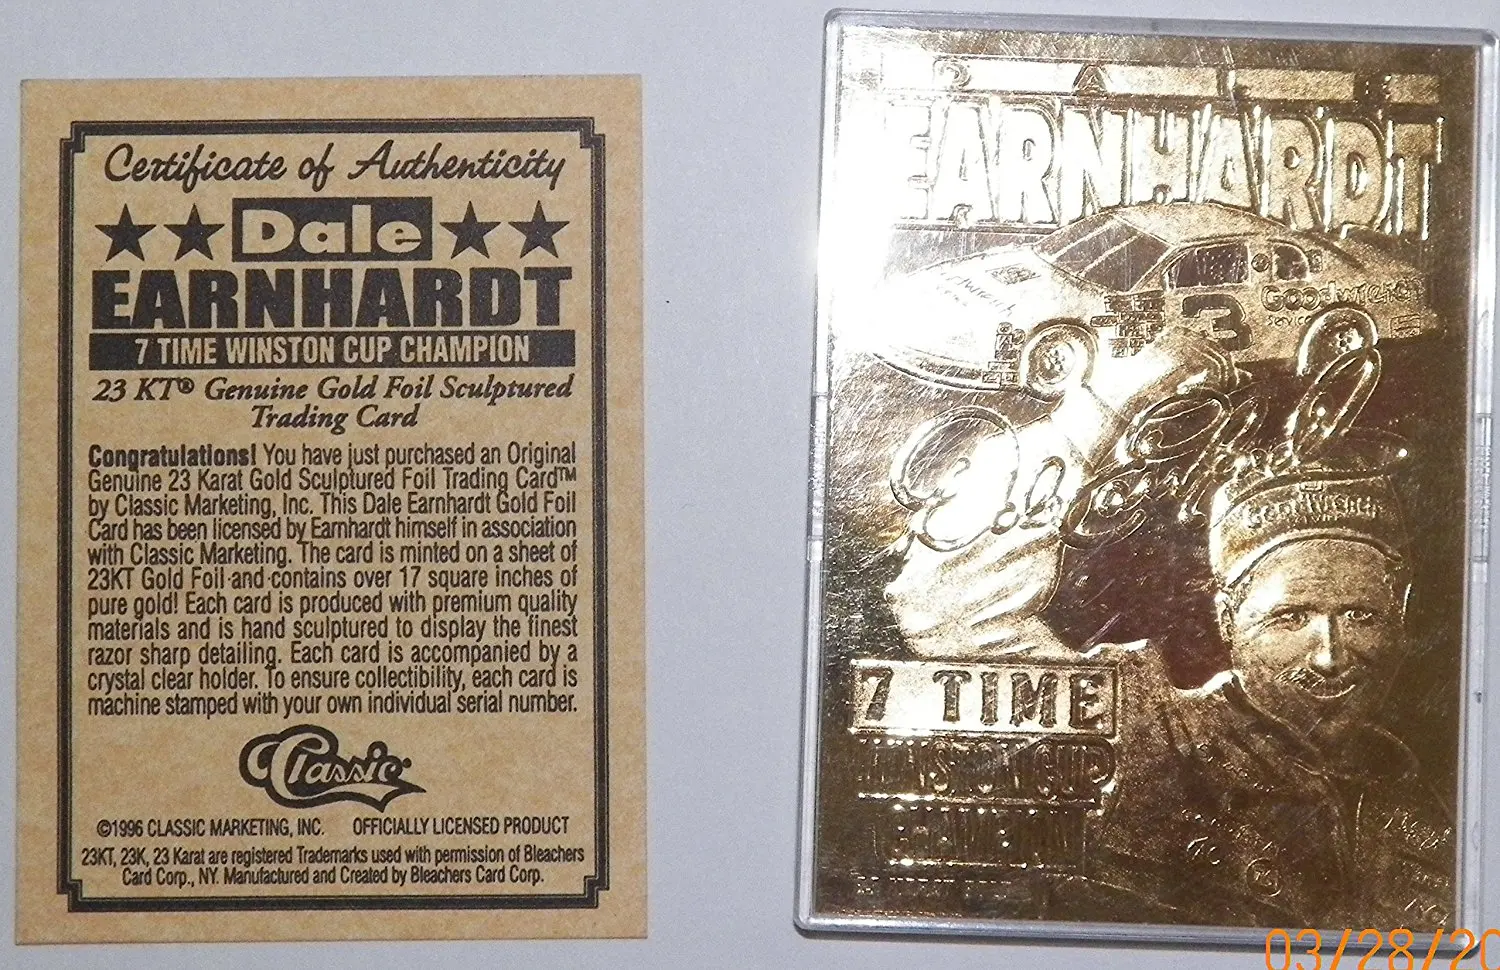 Certificate of Authenticity
Dale
EARNHARDT
7 TIME WINSTON CUP CHAMPION
23 KT® Genuine Gold Foil Sculptured
Trading Card
Congratulations! You have just purchased an Original
Genuine 23 Karat Gold Sculptured Foil Trading Card™
by Classic Marketing, Inc. This Dale Earnhardt Gold Foil
Card has been licensed by Earnhardt himself in association
with Classic Marketing. The card is minted on a sheet of
23KT Gold Foil and contains over 17 square inches of
pure gold! Each card is produced with premium quality
materials and is hand sculptured to display the finest
razor sharp detailing. Each card is accompanied by a
crystal clear holder. To ensure collectibility, each card is
machine stamped with your own individual serial number.
Classic
©1996 CLASSIC MARKETING, INC. OFFICIALLY LICENSED PRODUCT
23KT, 23K, 23 Karat are registered Trademarks used with permission of Bleachers
Card Corp., NY. Manufactured and Created by Bleachers Card Corp.
DALE
EARNHARDT
3
Goodwrench
Service
Dale Earnhardt
Goodwrench
7 TIME
WINSTON CUP
CHAMPION
03/28/20